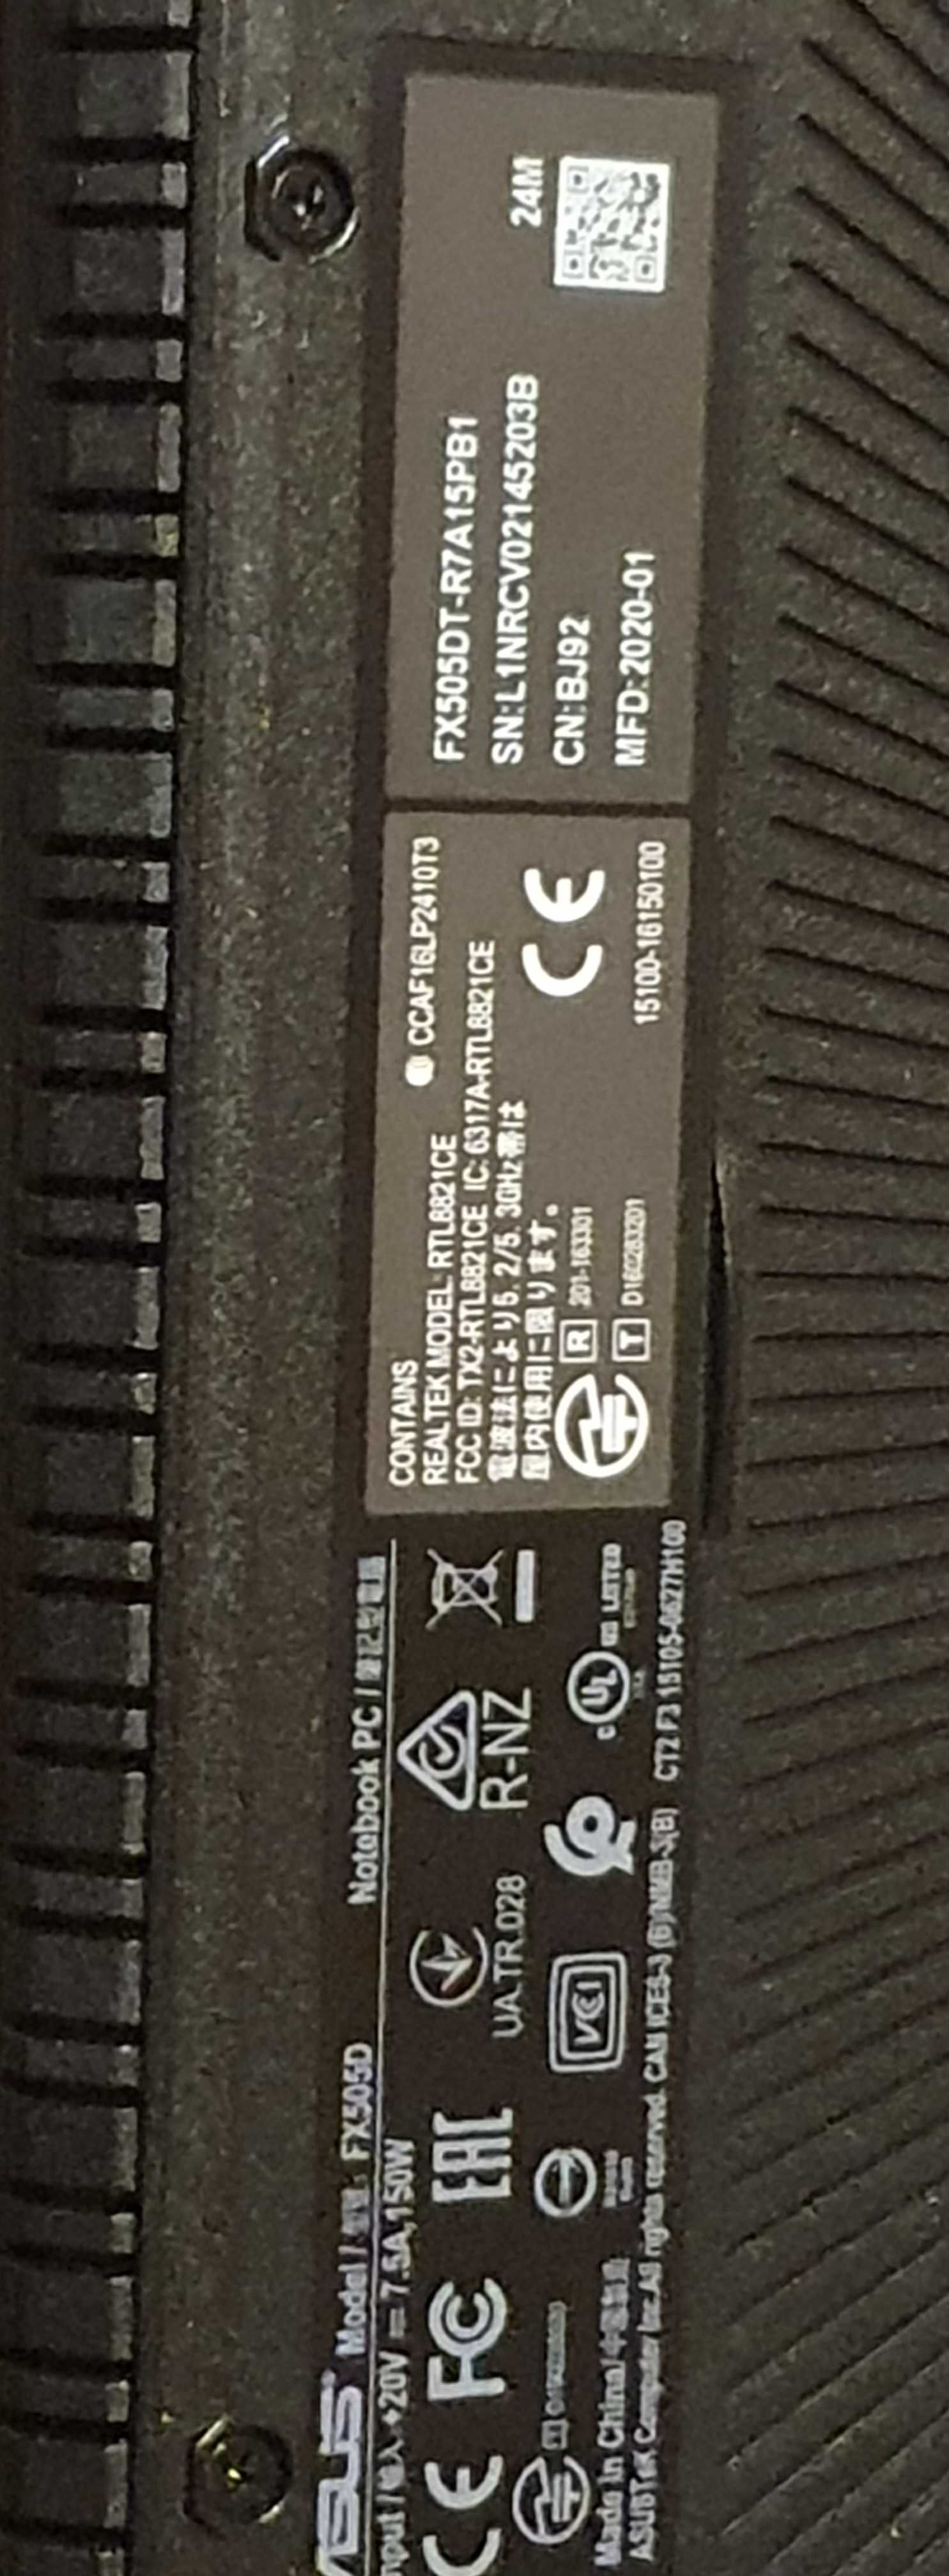 24M
FX505DT-R7A15PB1
SN:L1NRCV02145203B
CN:BJ92
MFD:2020-01
CONTAINS
REALTEK MODEL: RTL8821CE
CCAF16LP2410T3
FCC ID: TX2-RTL8821CE IC: 6317A-RTL8821CE
電波法により5.2/5.3GHz帯は
屋内使用に限ります。
R 201-163301
T D160283201
CE
15100-16150100
ASUS Model / 型號 : FX505D
Notebook PC / 筆記型電腦
Input / 輸入 : +20V = 7.5A,150W
CE FC EAC
UA.TR.028
R-NZ
VCI
c UL US LISTED
Made in China/
ASUSTeK Computer Inc. All rights reserved. CAN ICES-3 (B)/NMB-3(B)
CT2 F3 15105-0627H100